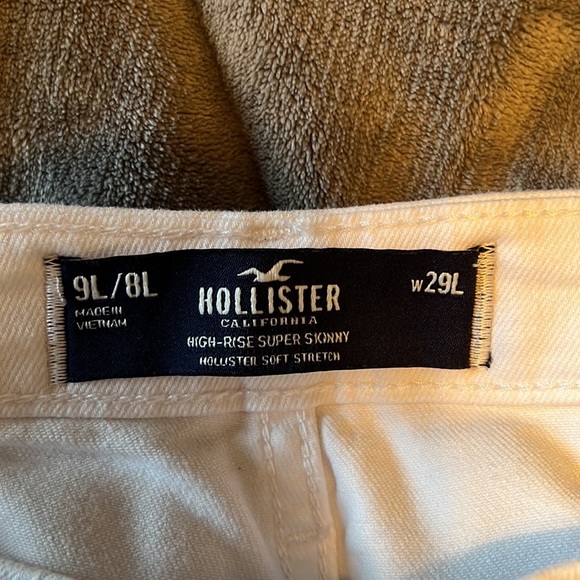 9L/8L
MADE IN
VIETNAM
HOLLISTER
CALIFORNIA
HIGH-RISE SUPER SKINNY
HOLLISTER SOFT STRETCH
W29L